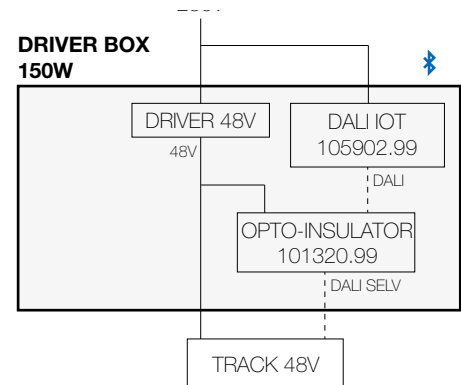 DRIVER BOX
150W
DRIVER 48V
48V
DALI IOT
105902.99
DALI
OPTO-INSULATOR
101320.99
DALI SELV
TRACK 48V